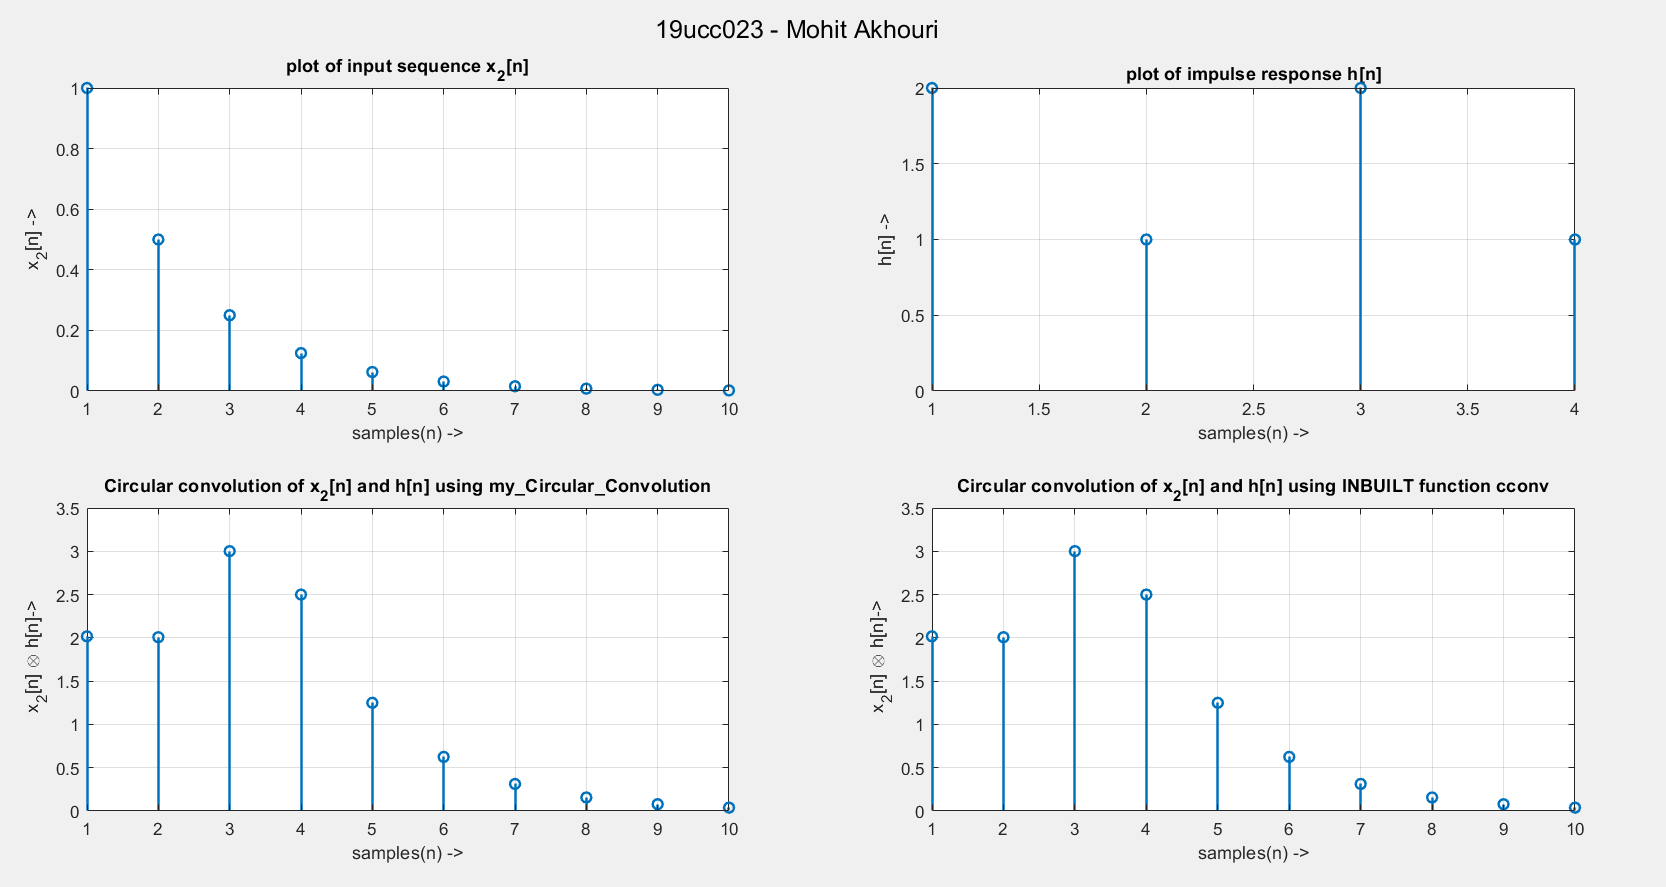 19ucc023 - Mohit Akhouri
plot of input sequence x2[n]
1
0.8
0.6
0.4
0.2
0
x2[n] ->
1 2 3 4 5 6 7 8 9 10
samples(n) ->
plot of impulse response h[n]
2
1.5
1
0.5
0
h[n] ->
1 1.5 2 2.5 3 3.5 4
samples(n) ->
Circular convolution of x2[n] and h[n] using my_Circular_Convolution
3.5
3
2.5
2
1.5
1
0.5
0
x2[n] ⊗ h[n]->
1 2 3 4 5 6 7 8 9 10
samples(n) ->
Circular convolution of x2[n] and h[n] using INBUILT function cconv
3.5
3
2.5
2
1.5
1
0.5
0
x2[n] ⊗ h[n]->
1 2 3 4 5 6 7 8 9 10
samples(n) ->